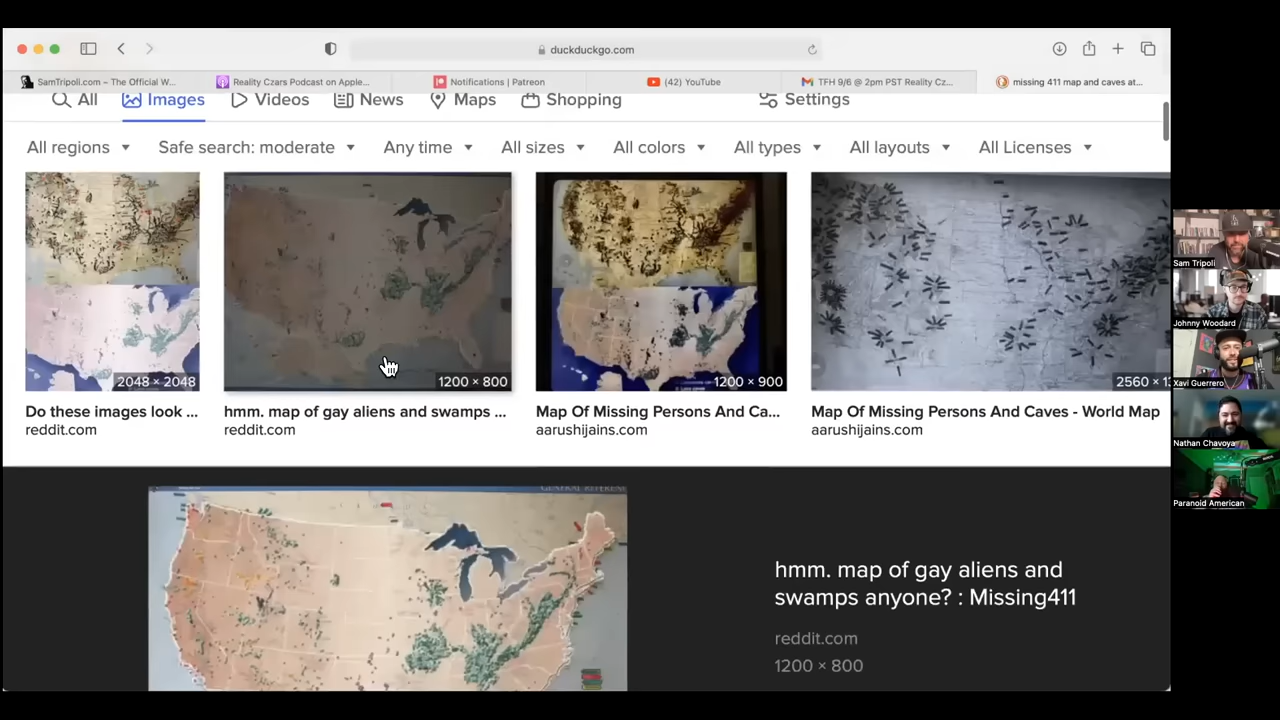 duckduckgo.com
SamTripoli.com – The Official W...
Reality Czars Podcast on Apple...
Notifications | Patreon
(42) YouTube
TFH 9/6 @ 2pm PST Reality Cz...
missing 411 map and caves at...
All
Images
Videos
News
Maps
Shopping
Settings
All regions
Safe search: moderate
Any time
All sizes
All colors
All types
All layouts
All Licenses
2048 × 2048
1200 × 800
1200 × 900
2560 × 1
Do these images look ...
hmm. map of gay aliens and swamps ...
Map Of Missing Persons And Ca...
Map Of Missing Persons And Caves - World Map
reddit.com
reddit.com
aarushijains.com
aarushijains.com
GENERAL REFEREN
hmm. map of gay aliens and
swamps anyone? : Missing411
reddit.com
1200 × 800
Sam Tripoli
Johnny Woodard
Xavi Guerrero
Nathan Chavoya
Paranoid American